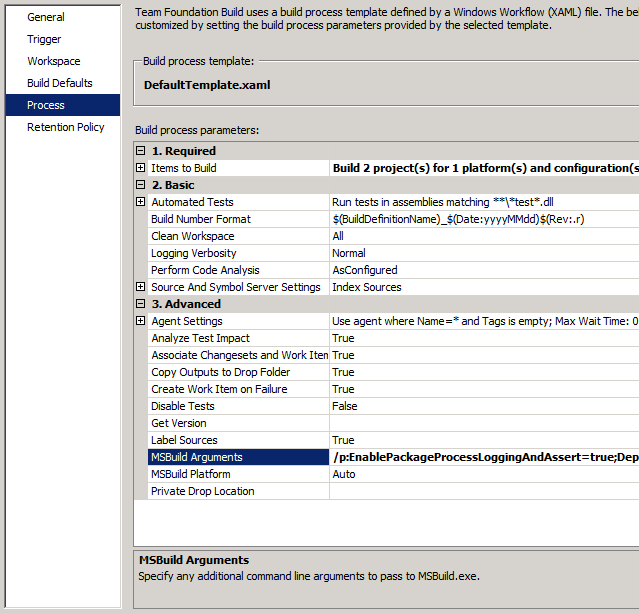 General
Trigger
Workspace
Build Defaults
Process
Retention Policy
Team Foundation Build uses a build process template defined by a Windows Workflow (XAML) file. The be
customized by setting the build process parameters provided by the selected template.
Build process template:
DefaultTemplate.xaml
Build process parameters:
1. Required
Items to Build Build 2 project(s) for 1 platform(s) and configuration(s
2. Basic
Automated Tests Run tests in assemblies matching **\*test*.dll
Build Number Format $(BuildDefinitionName)_$(Date:yyyyMMdd)$(Rev:.r)
Clean Workspace All
Logging Verbosity Normal
Perform Code Analysis AsConfigured
Source And Symbol Server Settings Index Sources
3. Advanced
Agent Settings Use agent where Name=* and Tags is empty; Max Wait Time: 0
Analyze Test Impact True
Associate Changesets and Work Iten True
Copy Outputs to Drop Folder True
Create Work Item on Failure True
Disable Tests False
Get Version
Label Sources True
MSBuild Arguments /p:EnablePackageProcessLoggingAndAssert=true;Dep
MSBuild Platform Auto
Private Drop Location
MSBuild Arguments
Specify any additional command line arguments to pass to MSBuild.exe.